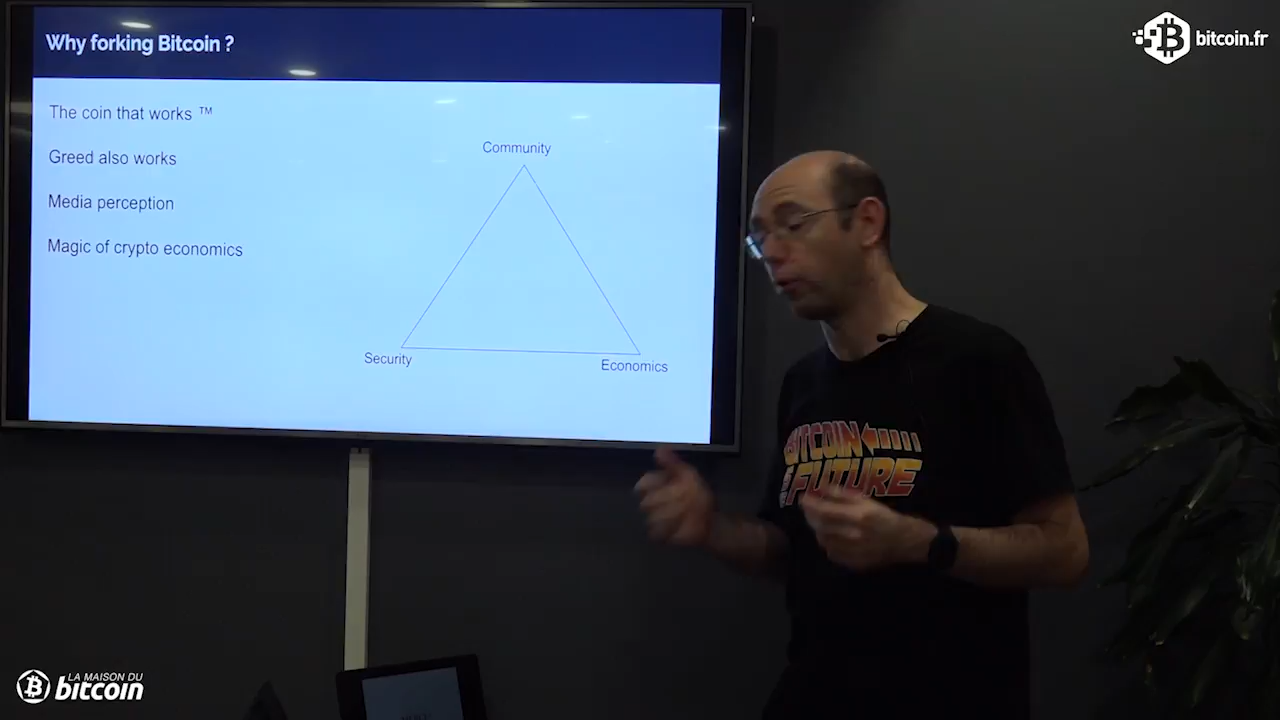 Why forking Bitcoin ?
bitcoin.fr
The coin that works ™
Greed also works
Media perception
Magic of crypto economics
Community
Security
Economics
BITCOIN
FUTURE
LA MAISON DU
bitcoin